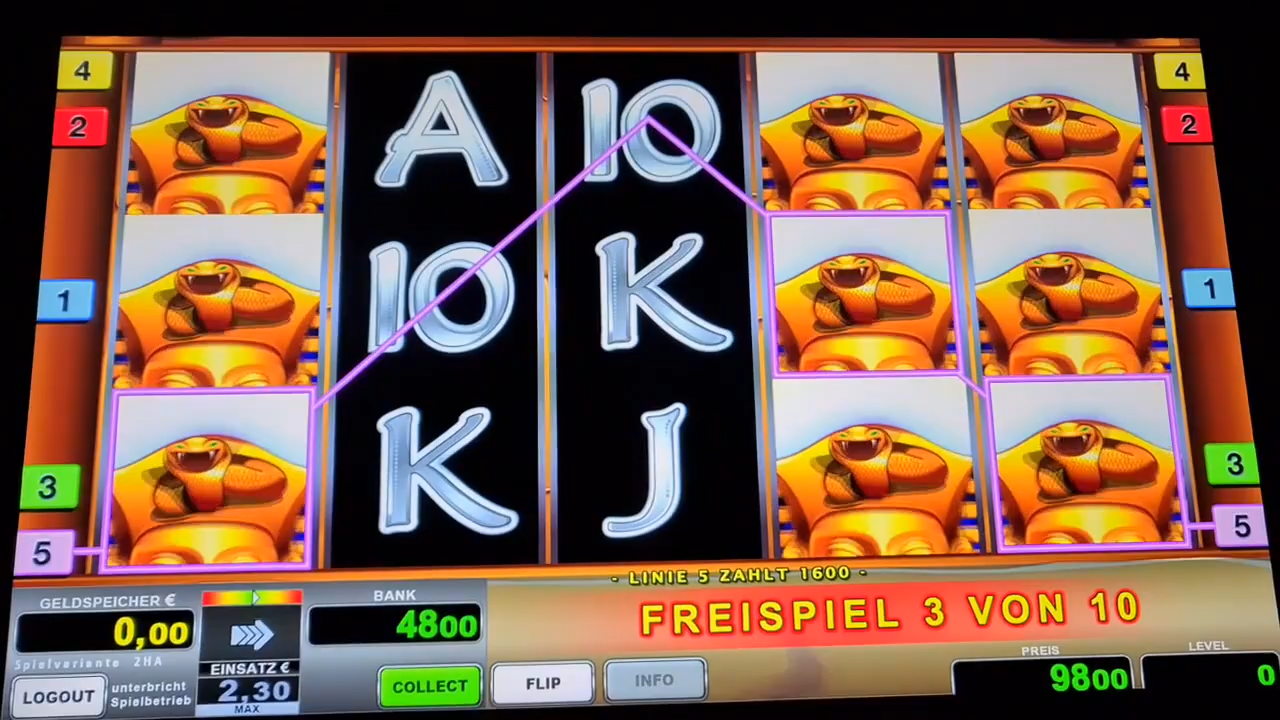 4
4
2
A
10
2
1
10
K
1
3
K
J
3
5
5
- LINIE 5 ZAHLT 1600 -
GELDSPEICHER €
0,00
BANK
4800
FREISPIEL 3 VON 10
Spielvariante 2HA
EINSATZ €
2,30
MAX
LOGOUT
unterbricht
Spielbetrieb
COLLECT
FLIP
INFO
PREIS
9800
LEVEL
0